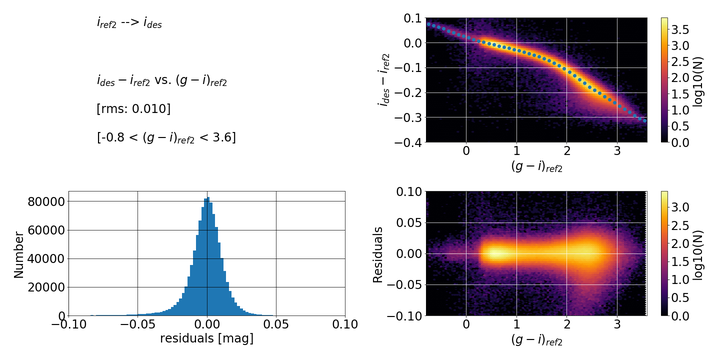 i_ref2 --> i_des
i_des − i_ref2 vs. (g − i)_ref2
[rms: 0.010]
[-0.8 < (g − i)_ref2 < 3.6]
0.1
0.0
−0.1
−0.2
−0.3
−0.4
i_des − i_ref2
0 1 2 3
(g − i)_ref2
3.5
3.0
2.5
2.0
1.5
1.0
0.5
0.0
log10(N)
80000
60000
40000
20000
0
Number
−0.10 −0.05 0.00 0.05 0.10
residuals [mag]
0.10
0.05
0.00
−0.05
−0.10
Residuals
0 1 2 3
(g − i)_ref2
3.0
2.5
2.0
1.5
1.0
0.5
0.0
log10(N)